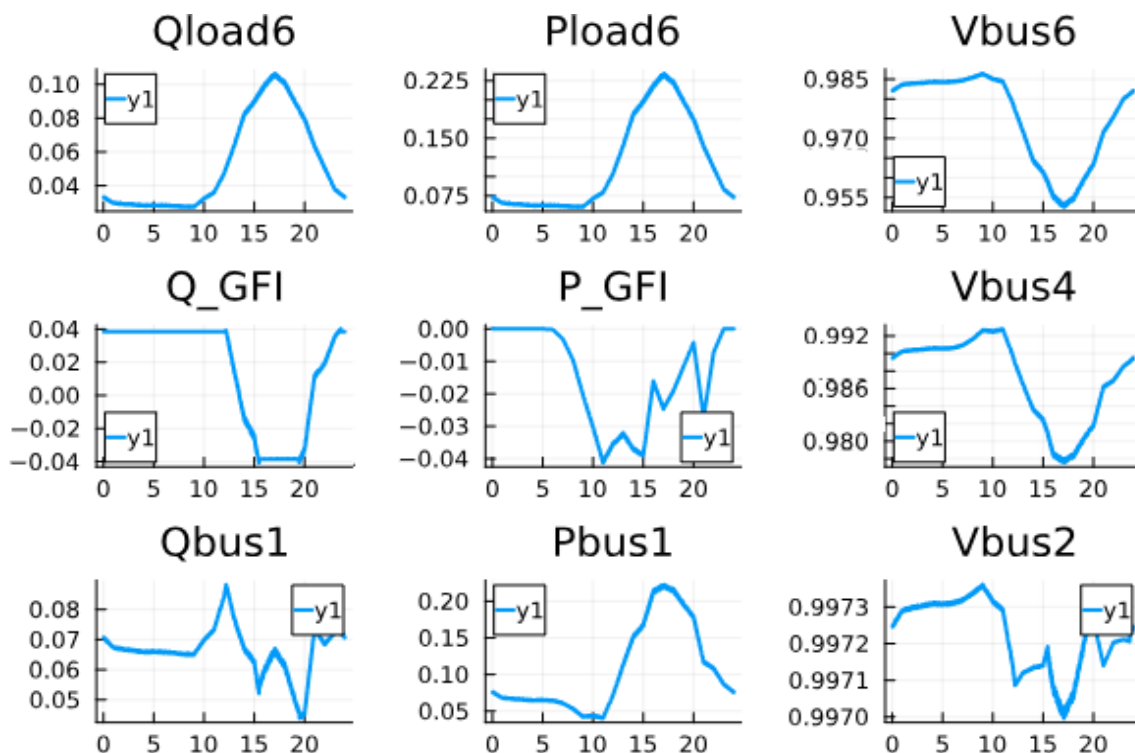 Qload6 Pload6 Vbus6
0.10 0.225 0.985
y1 y1
0.08 0.970
0.06 0.150
y1
0.04 0.075 0.955
0 5 10 15 20 0 5 10 15 20 0 5 10 15 20
Q_GFI P_GFI Vbus4
0.04 0.00 0.992
0.02 −0.01
0.00 −0.02 0.986
−0.02 −0.03 0.980
y1 y1 y1
−0.04 −0.04
0 5 10 15 20 0 5 10 15 20 0 5 10 15 20
Qbus1 Pbus1 Vbus2
0.08 0.20 0.9973
y1 y1 y1
0.07 0.15 0.9972
0.06 0.10 0.9971
0.05 0.05 0.9970
0 5 10 15 20 0 5 10 15 20 0 5 10 15 20